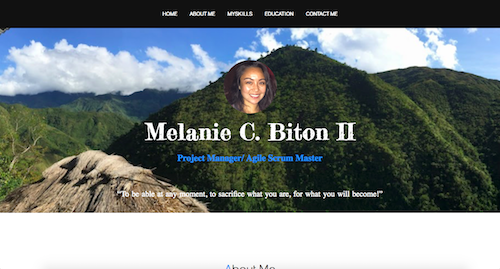 HOME ABOUT ME MYSKILLS EDUCATION CONTACT ME
Melanie C. Biton II
Project Manager/ Agile Scrum Master
"To be able at any moment, to sacrifice what you are, for what you will become!"
About Me